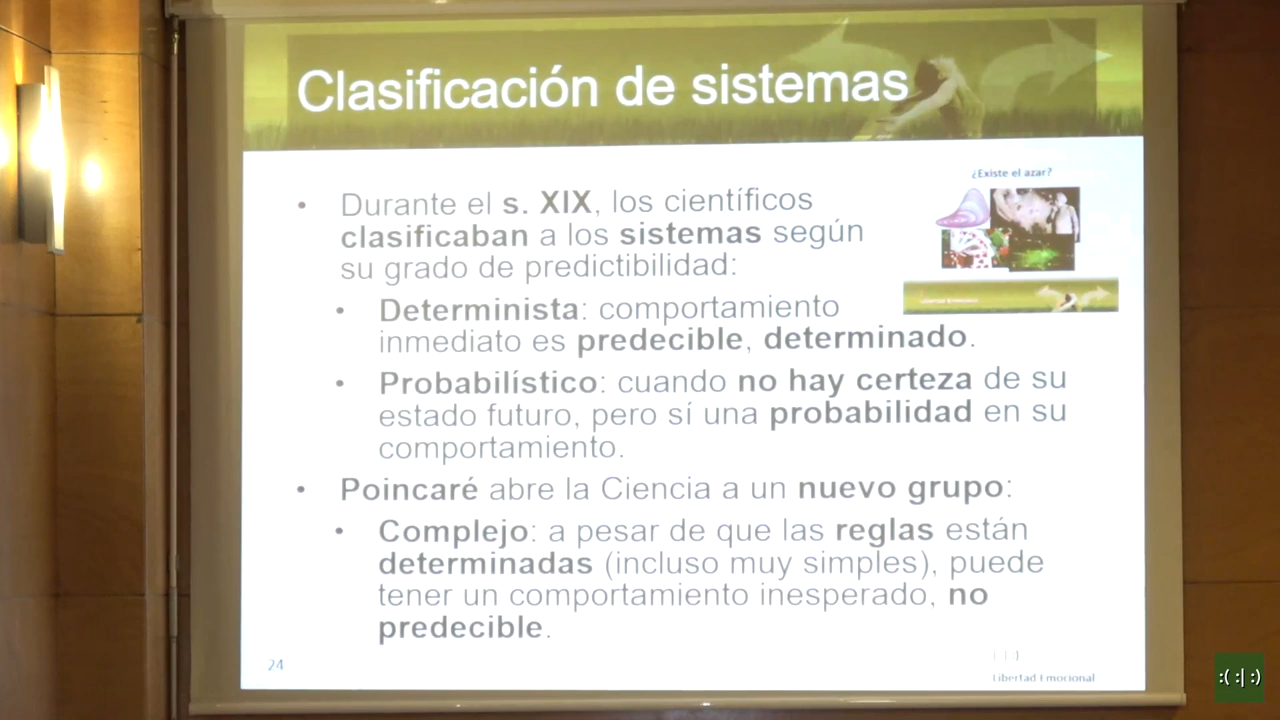 Clasificación de sistemas
¿Existe el azar?
• Durante el s. XIX, los científicos
clasificaban a los sistemas según
su grado de predictibilidad:
• Determinista: comportamiento
inmediato es predecible, determinado.
• Probabilístico: cuando no hay certeza de su
estado futuro, pero sí una probabilidad en su
comportamiento.
• Poincaré abre la Ciencia a un nuevo grupo:
• Complejo: a pesar de que las reglas están
determinadas (incluso muy simples), puede
tener un comportamiento inesperado, no
predecible.
24
Libertad Emocional
:( :| :)